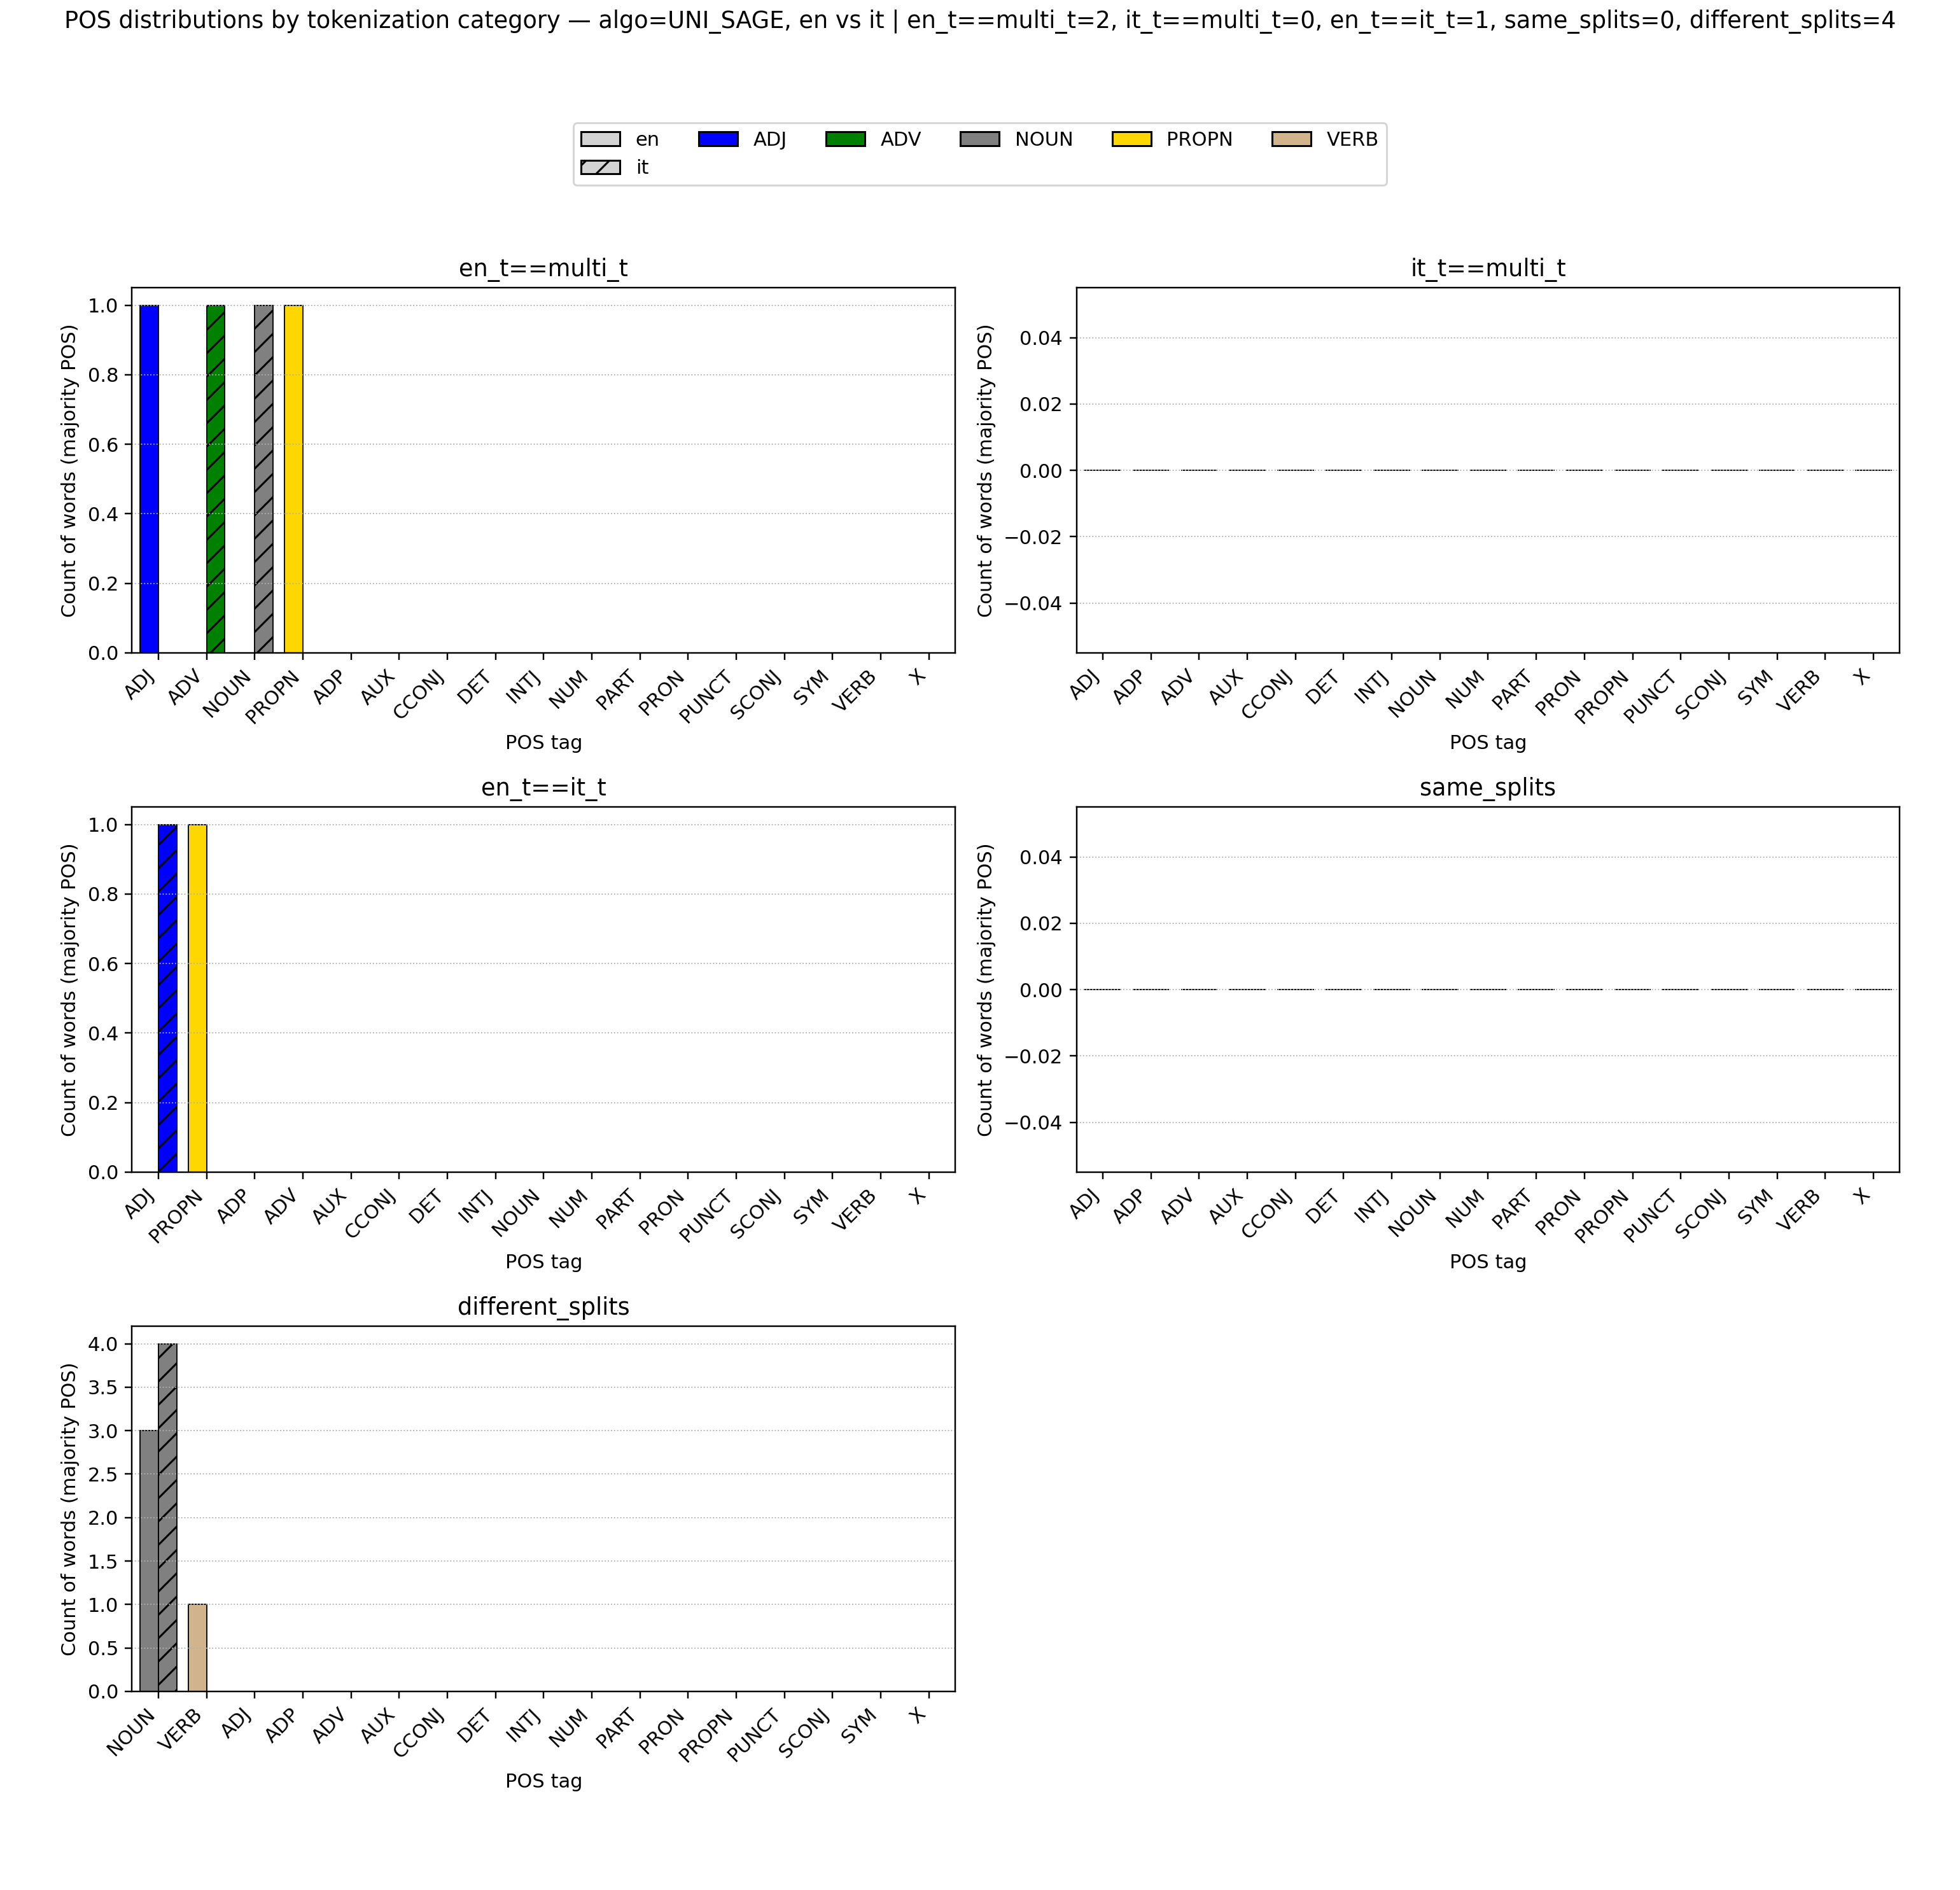 POS distributions by tokenization category — algo=UNI_SAGE, en vs it | en_t==multi_t=2, it_t==multi_t=0, en_t==it_t=1, same_splits=0, different_splits=4
en ADJ ADV NOUN PROPN VERB
it
en_t==multi_t
Count of words (majority POS)
1.0
0.8
0.6
0.4
0.2
0.0
ADJ ADV NOUN PROPN ADP AUX CCONJ DET INTJ NUM PART PRON PUNCT SCONJ SYM VERB X
POS tag
it_t==multi_t
Count of words (majority POS)
0.04
0.02
0.00
−0.02
−0.04
ADJ ADP ADV AUX CCONJ DET INTJ NOUN NUM PART PRON PROPN PUNCT SCONJ SYM VERB X
POS tag
en_t==it_t
Count of words (majority POS)
1.0
0.8
0.6
0.4
0.2
0.0
ADJ PROPN ADP ADV AUX CCONJ DET INTJ NOUN NUM PART PRON PUNCT SCONJ SYM VERB X
POS tag
same_splits
Count of words (majority POS)
0.04
0.02
0.00
−0.02
−0.04
ADJ ADP ADV AUX CCONJ DET INTJ NOUN NUM PART PRON PROPN PUNCT SCONJ SYM VERB X
POS tag
different_splits
Count of words (majority POS)
4.0
3.5
3.0
2.5
2.0
1.5
1.0
0.5
0.0
NOUN VERB ADJ ADP ADV AUX CCONJ DET INTJ NUM PART PRON PROPN PUNCT SCONJ SYM X
POS tag